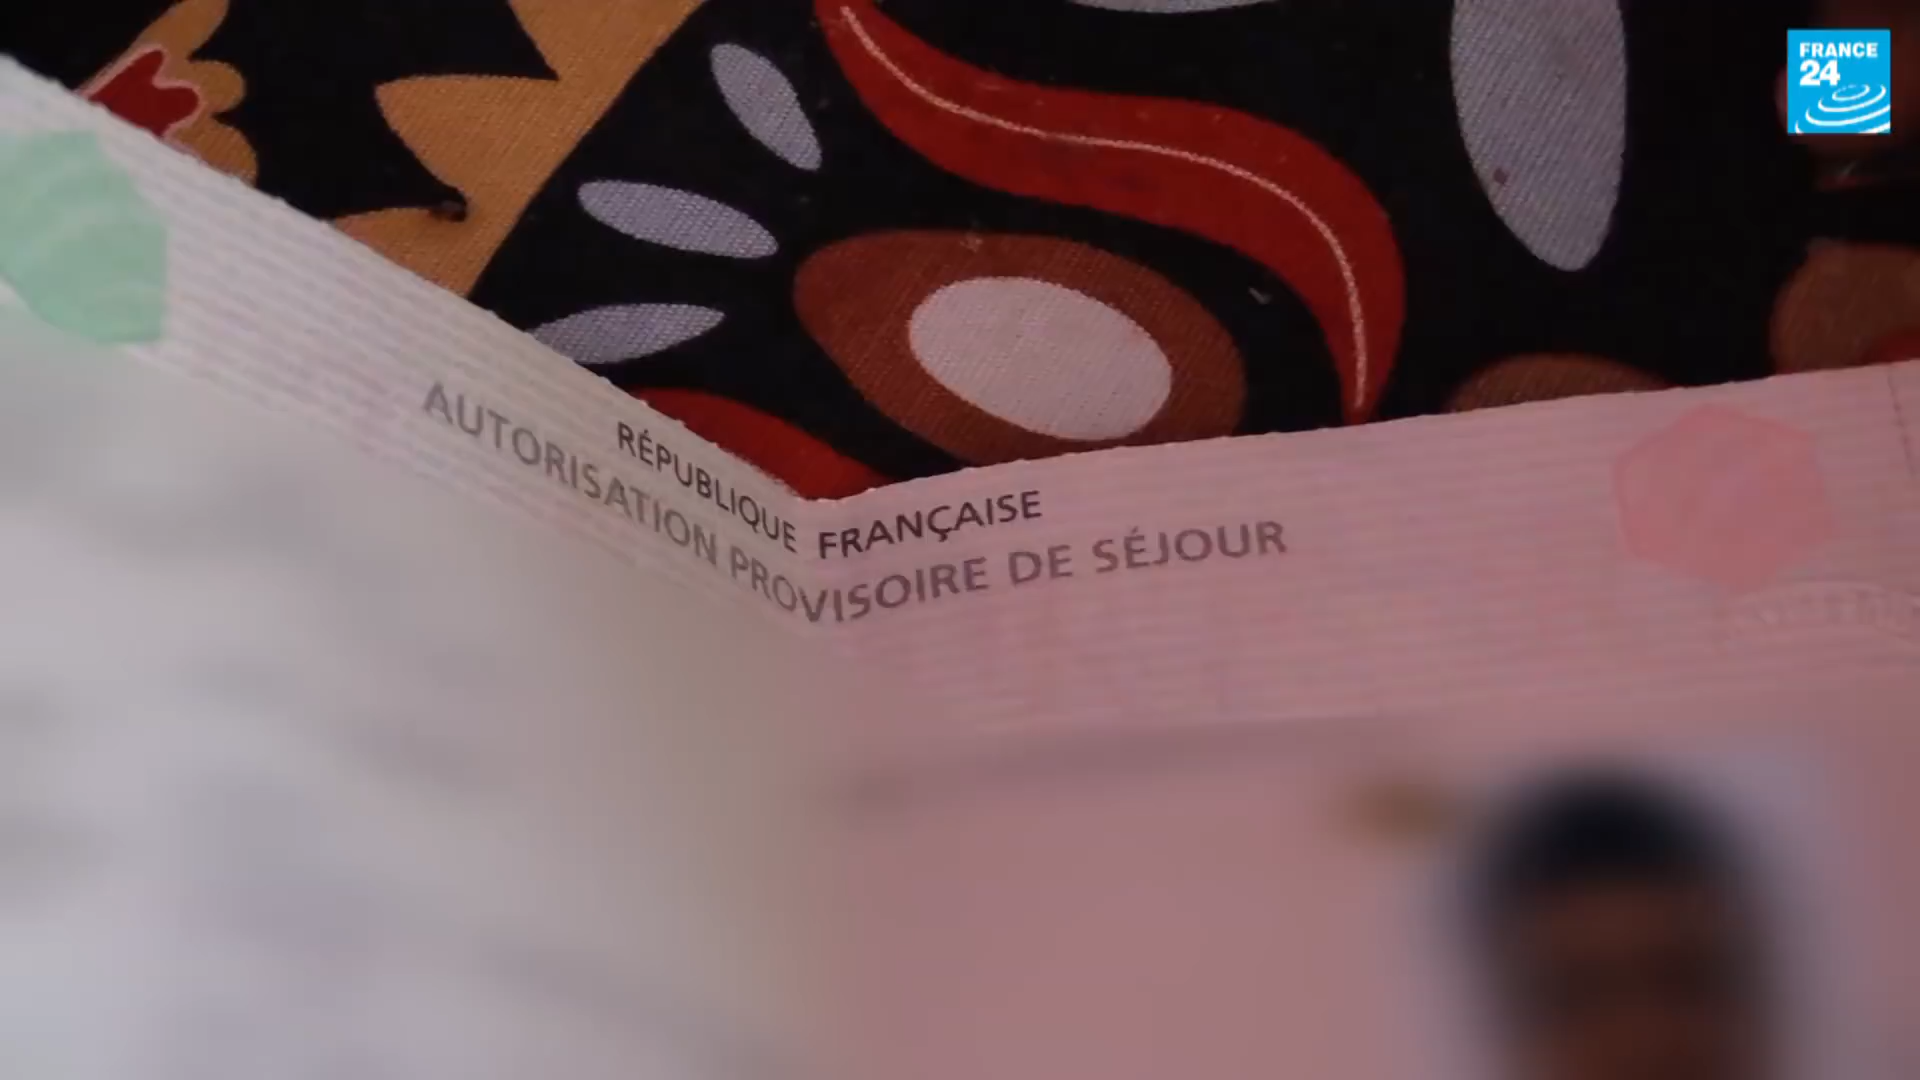 FRANCE
24
RÉPUBLIQUE FRANÇAISE
AUTORISATION PROVISOIRE DE SÉJOUR